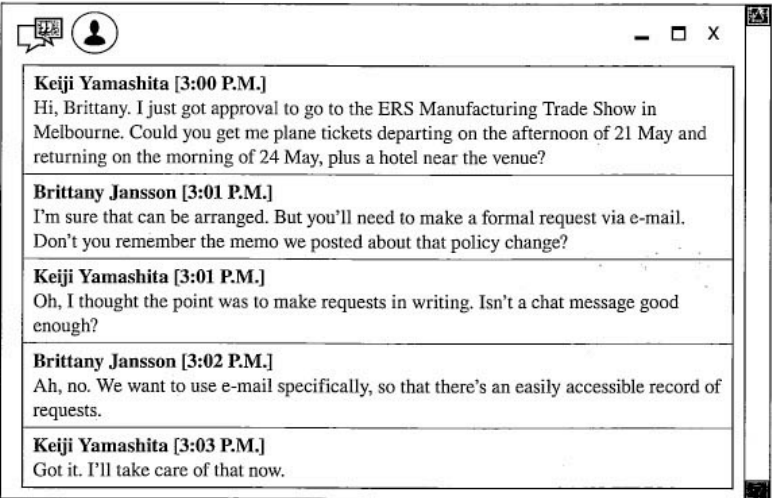 X
Keiji Yamashita [3:00 P.M.]
Hi, Brittany. I just got approval to go to the ERS Manufacturing Trade Show in
Melbourne. Could you get me plane tickets departing on the afternoon of 21 May and
returning on the morning of 24 May, plus a hotel near the venue?
Brittany Jansson [3:01 P.M.]
I'm sure that can be arranged. But you'll need to make a formal request via e-mail.
Don't you remember the memo we posted about that policy change?
Keiji Yamashita [3:01 P.M.]
Oh, I thought the point was to make requests in writing. Isn't a chat message good
enough?
Brittany Jansson [3:02 P.M.]
Ah, no. We want to use e-mail specifically, so that there's an easily accessible record of
requests.
Keiji Yamashita [3:03 P.M.]
Got it. I'll take care of that now.